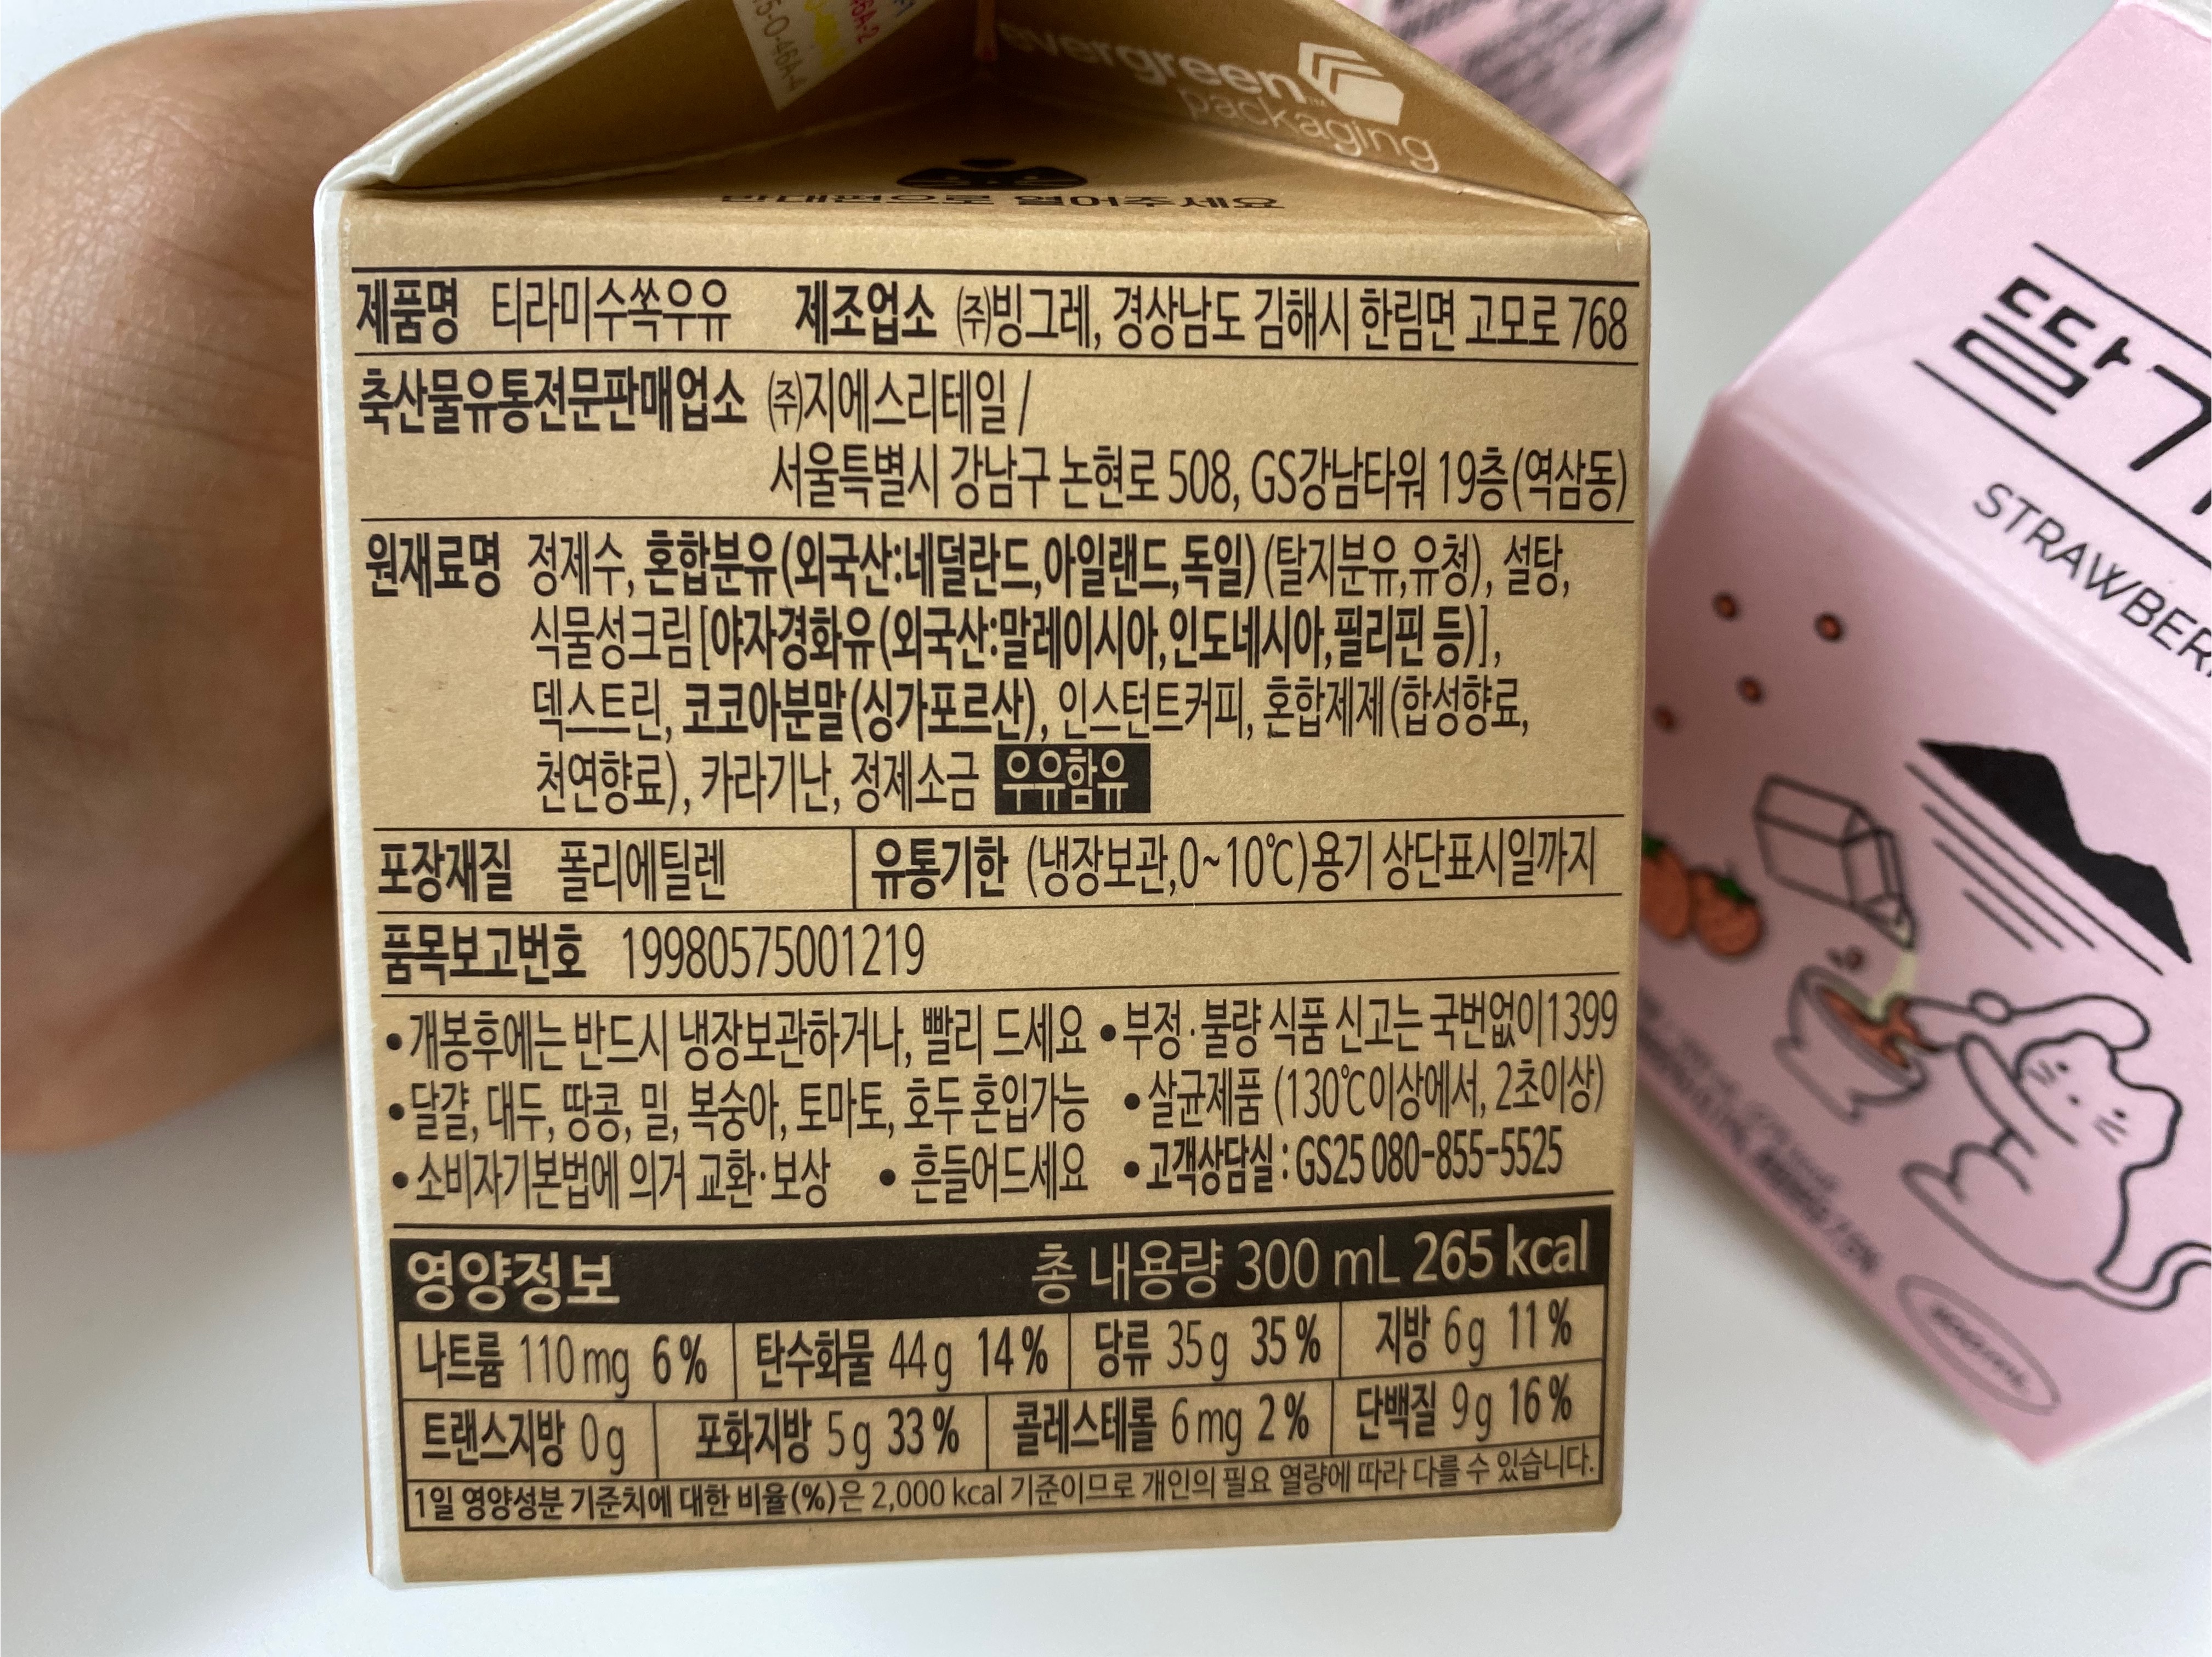 evergreen™
packaging
반대편으로 열어주세요
제품명 티라미수쏙우유 제조업소 ㈜빙그레, 경상남도 김해시 한림면 고모로 768
축산물유통전문판매업소 ㈜지에스리테일 /
서울특별시 강남구 논현로 508, GS강남타워 19층(역삼동)
원재료명 정제수, 혼합분유(외국산:네덜란드,아일랜드,독일)(탈지분유,유청), 설탕,
식물성크림[야자경화유(외국산:말레이시아,인도네시아,필리핀 등)],
덱스트린, 코코아분말(싱가포르산), 인스턴트커피, 혼합제제(합성향료,
천연향료), 카라기난, 정제소금 우유함유
포장재질 폴리에틸렌 유통기한 (냉장보관,0~10℃)용기 상단표시일까지
품목보고번호 19980575001219
•개봉후에는 반드시 냉장보관하거나, 빨리 드세요 •부정·불량 식품 신고는 국번없이1399
•달걀, 대두, 땅콩, 밀, 복숭아, 토마토, 호두 혼입가능 •살균제품 (130℃이상에서, 2초이상)
•소비자기본법에 의거 교환·보상 •흔들어드세요 •고객상담실 : GS25 080-855-5525
영양정보 총 내용량 300 mL 265 kcal
나트륨 110mg 6% 탄수화물 44g 14% 당류 35g 35% 지방 6g 11%
트랜스지방 0g 포화지방 5g 33% 콜레스테롤 6mg 2% 단백질 9g 16%
1일 영양성분 기준치에 대한 비율(%)은 2,000 kcal 기준이므로 개인의 필요 열량에 따라 다를 수 있습니다.